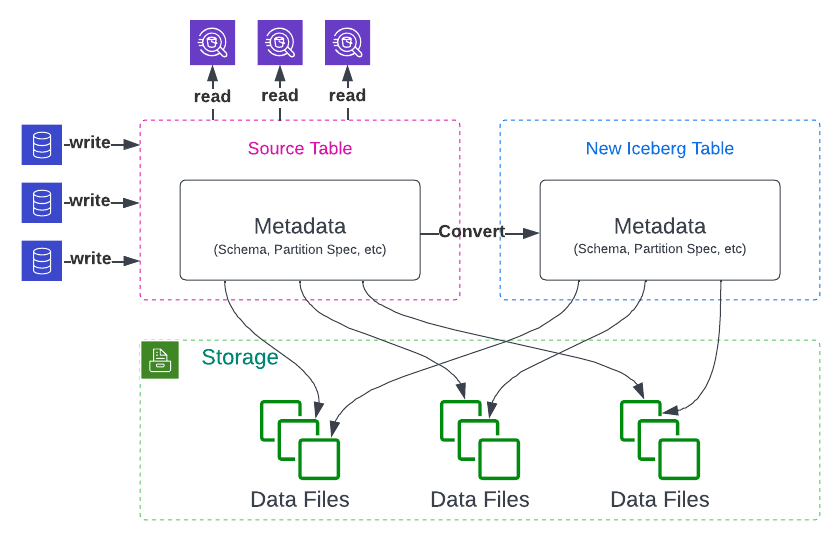 read
read
read
write
write
write
Source Table
New Iceberg Table
Metadata
(Schema, Partition Spec, etc)
Convert
Metadata
(Schema, Partition Spec, etc)
Storage
Data Files
Data Files
Data Files